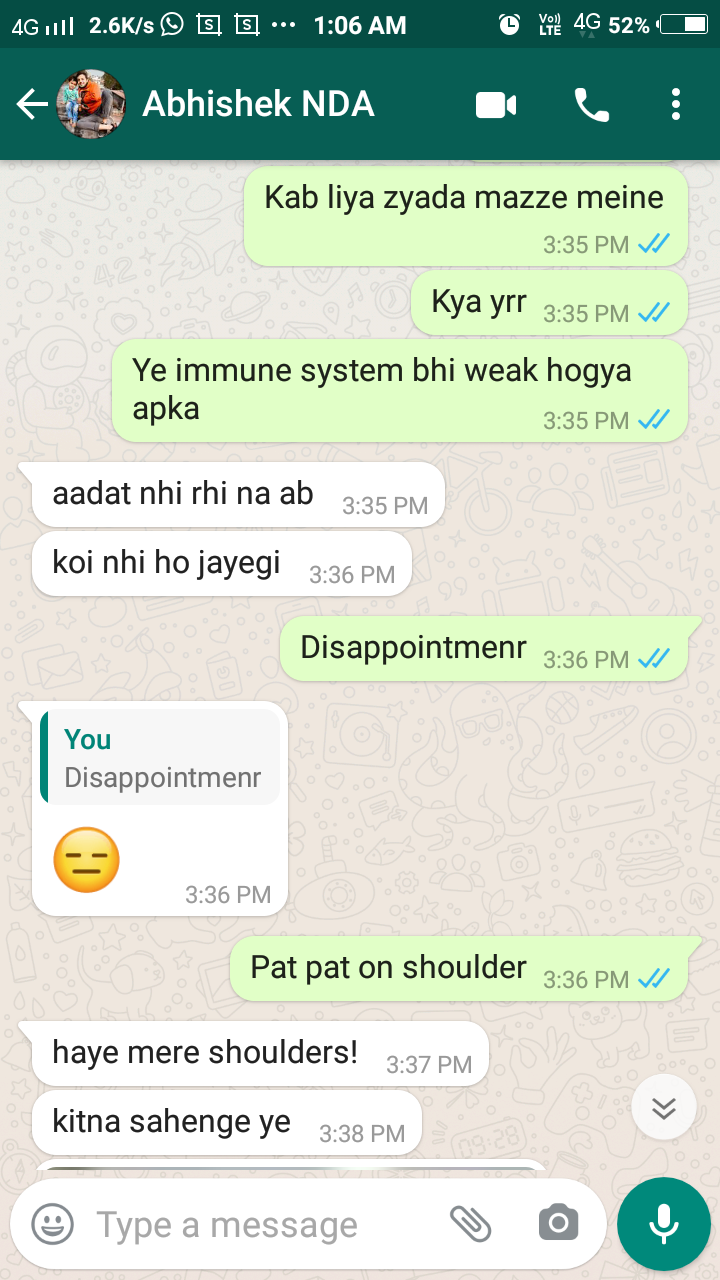 4G 2.6K/s S S ... 1:06 AM Vo)) LTE 4G 52%
Abhishek NDA
Kab liya zyada mazze meine
3:35 PM
Kya yrr 3:35 PM
Ye immune system bhi weak hogya
apka
3:35 PM
aadat nhi rhi na ab 3:35 PM
koi nhi ho jayegi 3:36 PM
Disappointmenr 3:36 PM
You
Disappointmenr
3:36 PM
Pat pat on shoulder 3:36 PM
haye mere shoulders! 3:37 PM
kitna sahenge ye 3:38 PM
Type a message